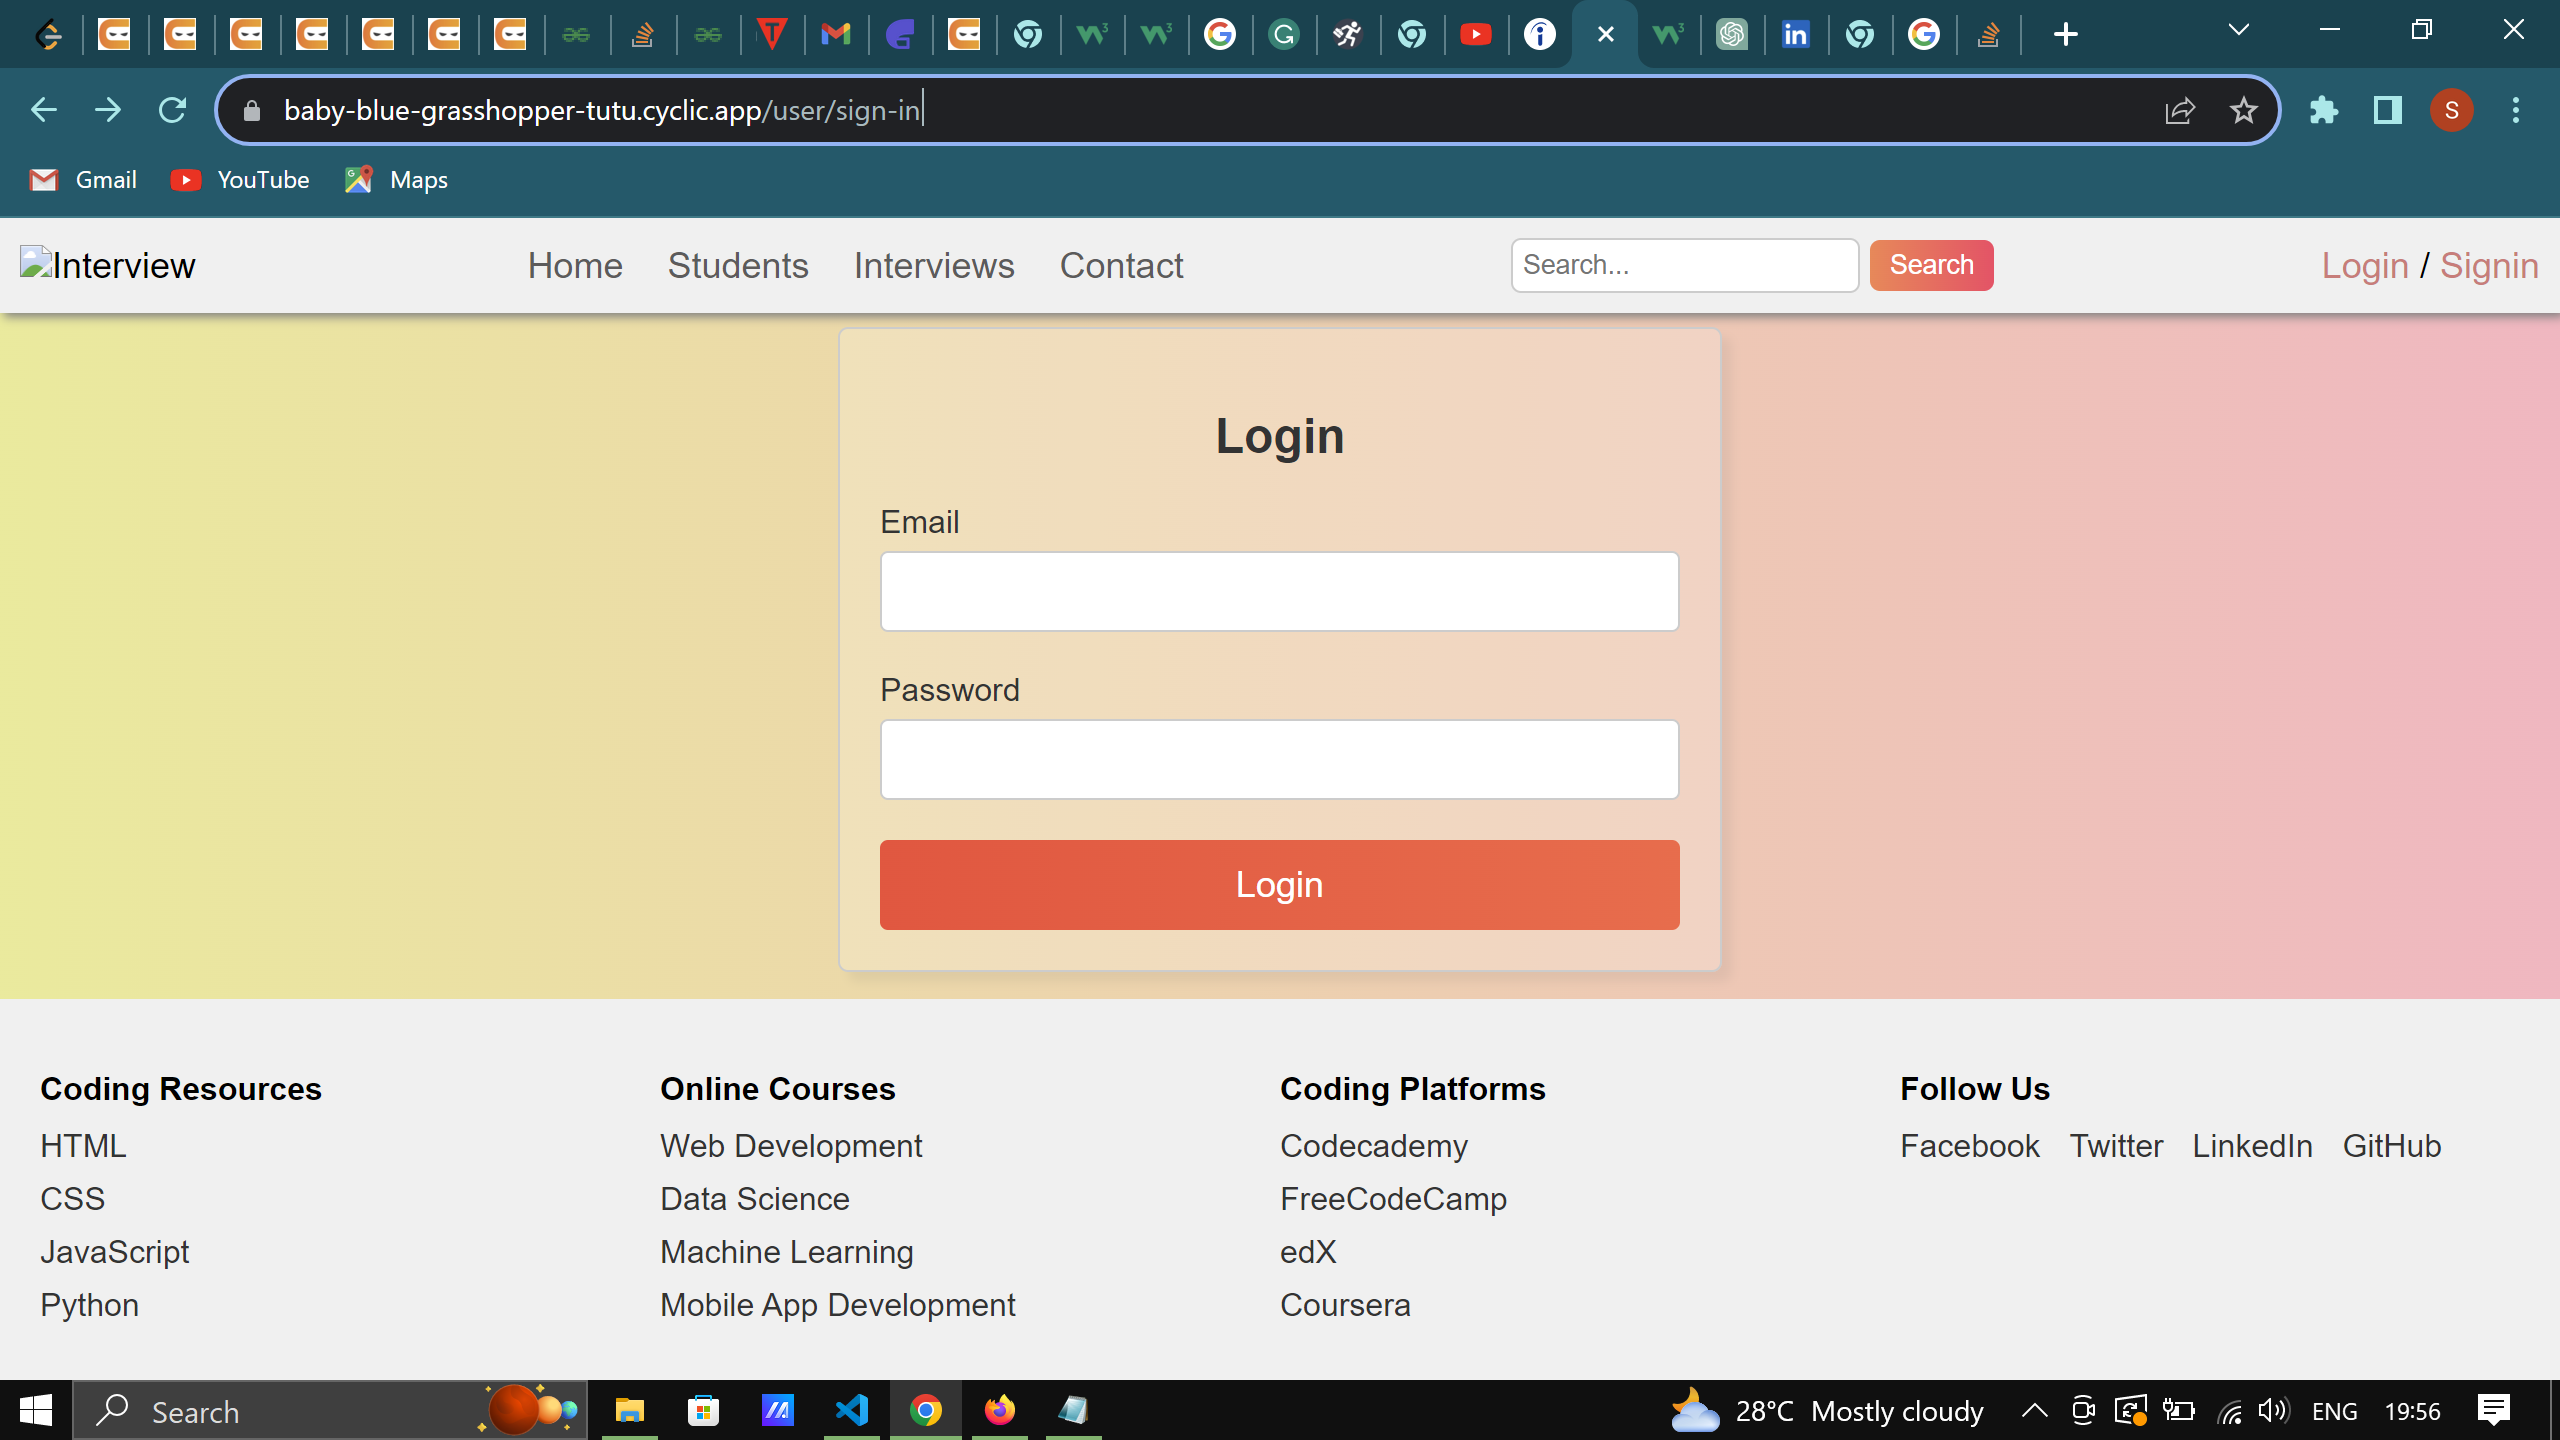 baby-blue-grasshopper-tutu.cyclic.app/user/sign-in
S
Gmail YouTube Maps
Interview Home Students Interviews Contact Search... Search Login / Signin
Login
Email
Password
Login
Coding Resources Online Courses Coding Platforms Follow Us
HTML Web Development Codecademy Facebook Twitter LinkedIn GitHub
CSS Data Science FreeCodeCamp
JavaScript Machine Learning edX
Python Mobile App Development Coursera
Search 28°C Mostly cloudy ENG 19:56